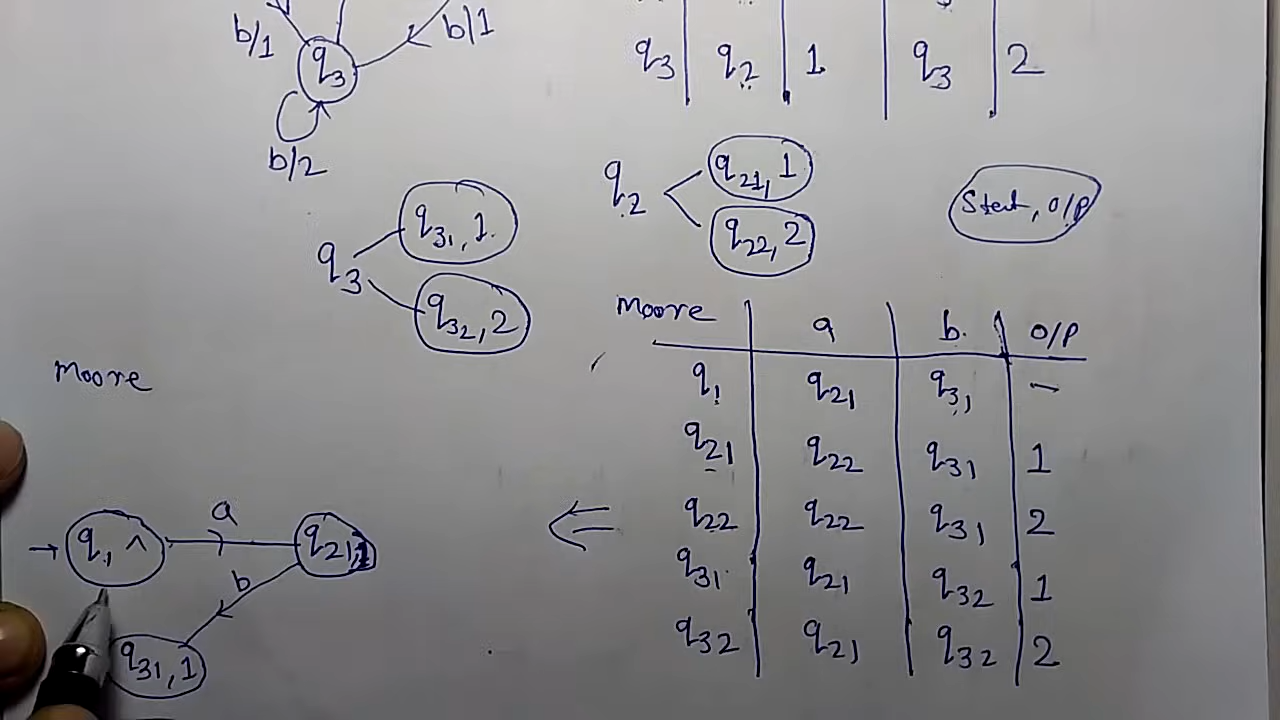 b/1
b/1
q3
b/2
q3 q2 1 q3 2
q2
q21, 1
q22, 2
q3
q31, 1.
q32, 2
Stert, O/P
Moore a b. O/P
q1 q21 q31 —
q21 q22 q31 1
q22 q22 q31 2
q31 q21 q32 1
q32 q21 q32 2
Moore
→ q1 ^
a
q21, 1
b
q31, 1